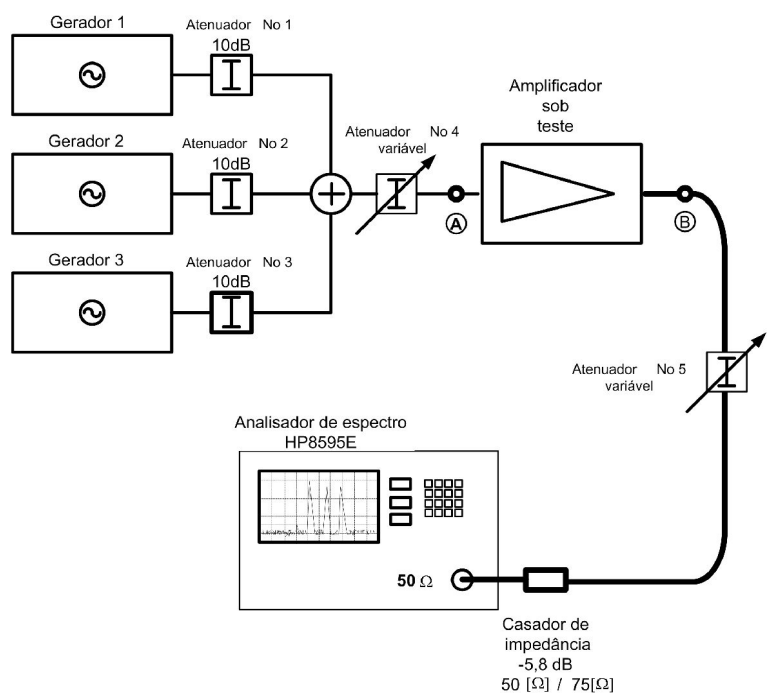 Gerador 1
Atenuador No 1
10dB
Gerador 2
Atenuador No 2
10dB
Gerador 3
Atenuador No 3
10dB
Atenuador No 4
variável
A
Amplificador
sob
teste
B
Atenuador No 5
variável
Analisador de espectro
HP8595E
50 Ω
Casador de
impedância
-5,8 dB
50 [Ω] / 75[Ω]